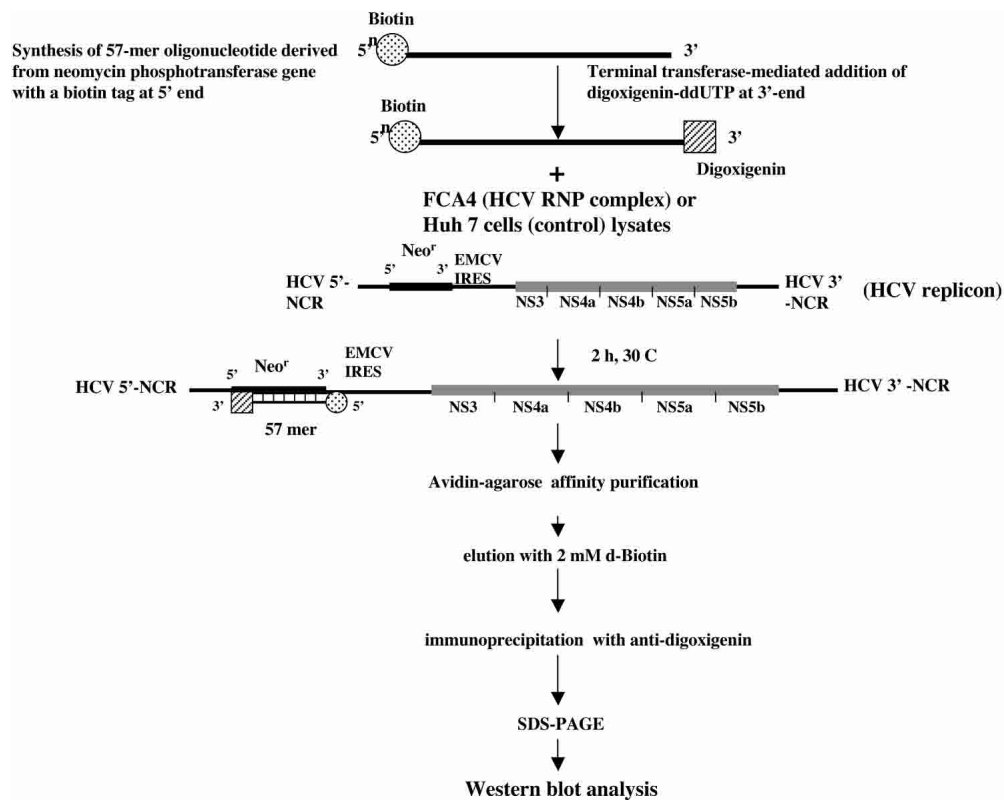 Biotin
n
5'
3'
Synthesis of 57-mer oligonucleotide derived
from neomycin phosphotransferase gene
with a biotin tag at 5' end
Terminal transferase-mediated addition of
digoxigenin-ddUTP at 3'-end
Biotin
n
5'
3'
Digoxigenin
+
FCA4 (HCV RNP complex) or
Huh 7 cells (control) lysates
Neoʳ
5'
3'
EMCV
IRES
HCV 5'-
NCR
HCV 3'
-NCR
(HCV replicon)
NS3 NS4a NS4b NS5a NS5b
2 h, 30 C
5'
Neoʳ
3'
EMCV
IRES
HCV 5'-NCR
HCV 3' -NCR
3'
5'
NS3 NS4a NS4b NS5a NS5b
57 mer
Avidin-agarose affinity purification
elution with 2 mM d-Biotin
immunoprecipitation with anti-digoxigenin
SDS-PAGE
Western blot analysis